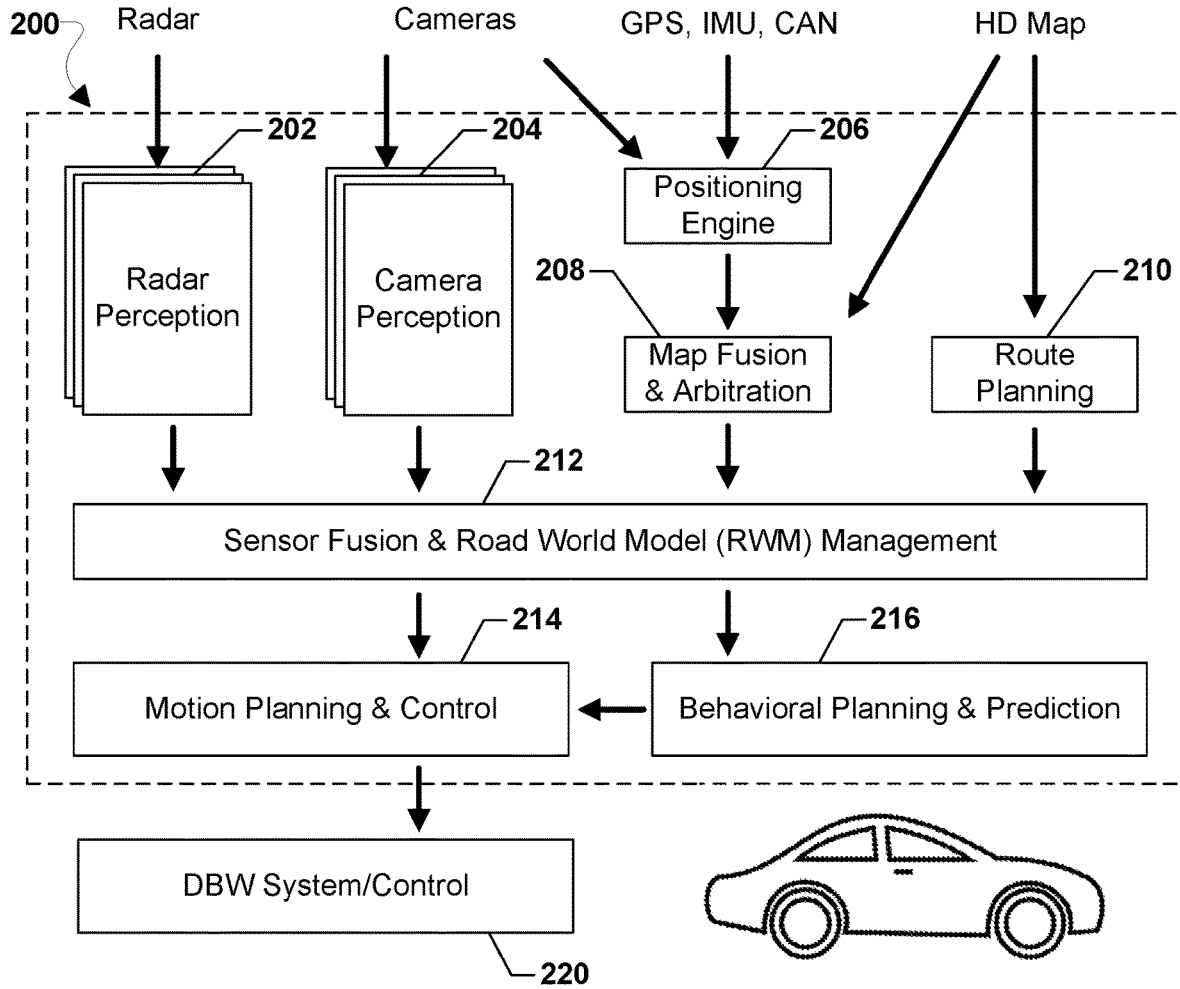 200
Radar
Cameras
GPS, IMU, CAN
HD Map
202
204
206
Radar
Perception
Camera
Perception
Positioning
Engine
208
210
Map Fusion
& Arbitration
Route
Planning
212
Sensor Fusion & Road World Model (RWM) Management
214
216
Motion Planning & Control
Behavioral Planning & Prediction
DBW System/Control
220